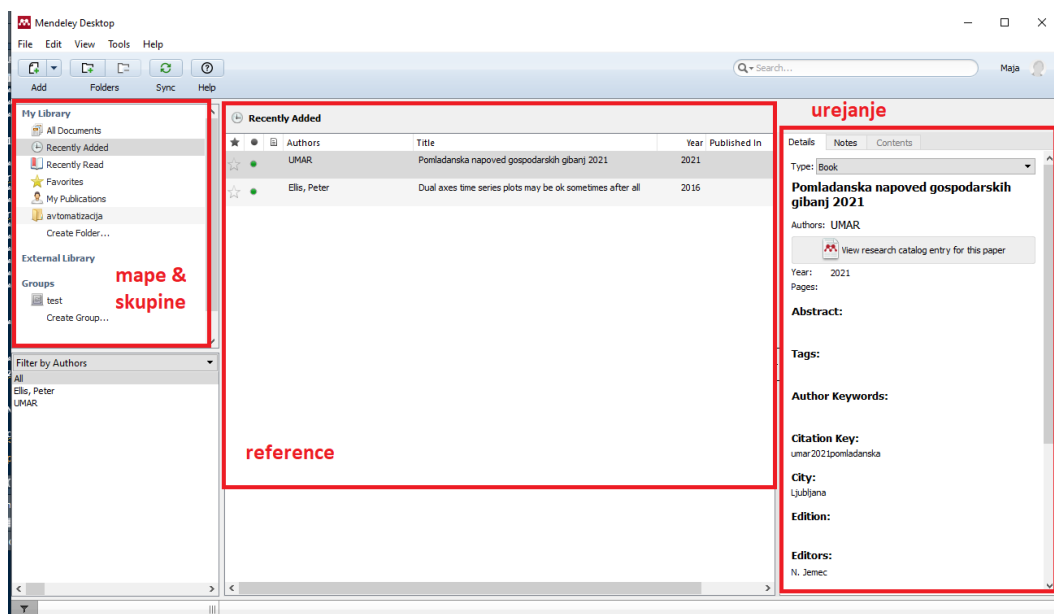 Mendeley Desktop
File Edit View Tools Help
Search...
Maja
Add Folders Sync Help
urejanje
My Library
All Documents
Recently Added
Recently Read
Favorites
My Publications
avtomatizacija
Create Folder...
External Library
Groups
test
Create Group...
mape &
skupine
Filter by Authors
All
Ellis, Peter
UMAR
Recently Added
Authors Title Year Published In
UMAR Pomladanska napoved gospodarskih gibanj 2021 2021
Ellis, Peter Dual axes time series plots may be ok sometimes after all 2016
reference
Details Notes Contents
Type: Book
Pomladanska napoved gospodarskih
gibanj 2021
Authors: UMAR
View research catalog entry for this paper
Year: 2021
Pages:
Abstract:
Tags:
Author Keywords:
Citation Key:
umar2021pomladanska
City:
Ljubljana
Edition:
Editors:
N. Jemec